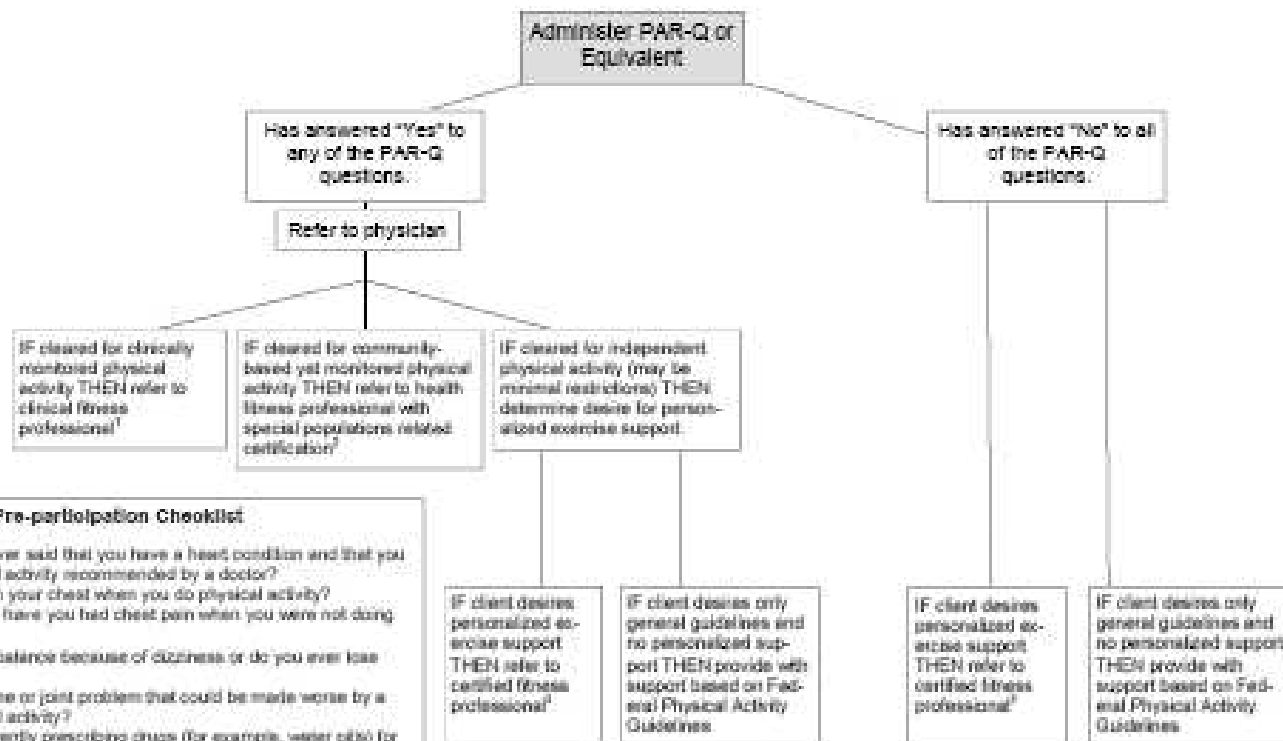 Administer PAR-Q or
Equivalent
Has answered "Yes" to
any of the PAR-Q
questions.
Has answered "No" to all
of the PAR-Q
questions.
Refer to physician
IF cleared for clinically
monitored physical
activity THEN refer to
clinical fitness
professional
IF cleared for community-
based yet monitored physical
activity THEN refer to health
fitness professional with
special populations related
certification
IF cleared for independent
physical activity (may be
minimal restrictions) THEN
determine desire for person-
alized exercise support
Pre-participation Checklist
ver said that you have a heart condition and that you
activity recommended by a doctor?
your chest when you do physical activity?
have you had chest pain when you were not doing
balance because of dizziness or do you ever lose
ne or joint problem that could be made worse by a
activity?
ently prescribing drugs (for example, water pills) for
IF client desires
personalized ex-
ercise support
THEN refer to
certified fitness
professional
IF client desires only
general guidelines and
no personalized sup-
port THEN provide with
support based on Fed-
eral Physical Activity
Guidelines
IF client desires
personalized ex-
ercise support
THEN refer to
certified fitness
professional
IF client desires only
general guidelines and
no personalized support
THEN provide with
support based on Fed-
eral Physical Activity
Guidelines